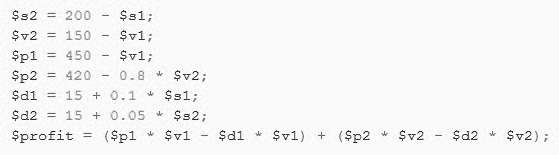 $s2 = 200 - $s1;
$v2 = 150 - $v1;
$p1 = 450 - $v1;
$p2 = 420 - 0.8 * $v2;
$d1 = 15 + 0.1 * $s1;
$d2 = 15 + 0.05 * $s2;
$profit = ($p1 * $v1 - $d1 * $v1) + ($p2 * $v2 - $d2 * $v2);